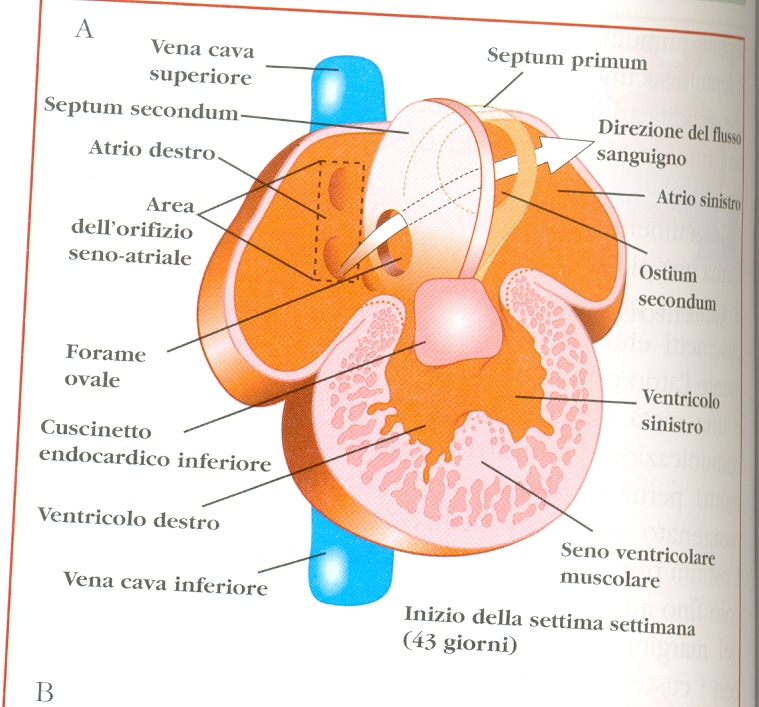 A
Vena cava
superiore
Septum primum
Septum secondum
Direzione del flusso
sanguigno
Atrio destro
Atrio sinistro
Area
dell'orifizio
seno-atriale
Ostium
secondum
Forame
ovale
Ventricolo
sinistro
Cuscinetto
endocardico inferiore
Ventricolo destro
Seno ventricolare
muscolare
Vena cava inferiore
Inizio della settima settimana
(43 giorni)
B